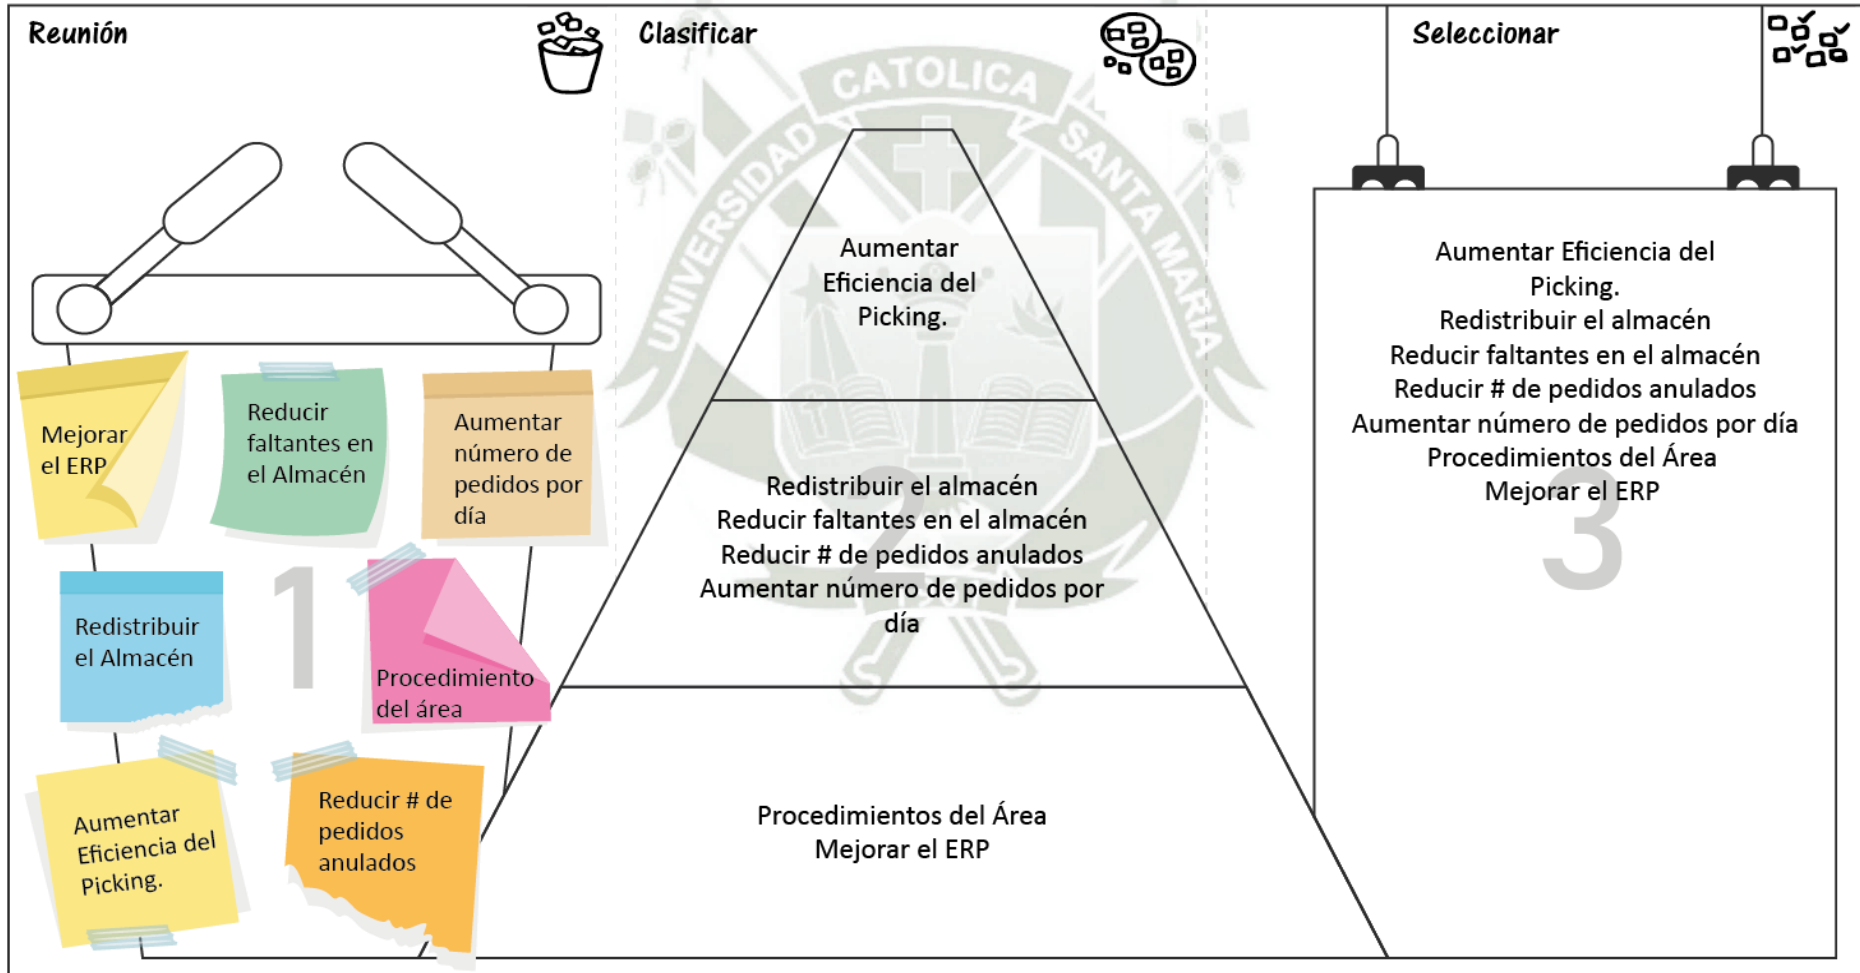 Reunión
Clasificar
Seleccionar
UNIVERSIDAD CATOLICA SANTA MARIA
1
Mejorar
el ERP
Reducir
faltantes en
el Almacén
Aumentar
número de
pedidos por
día
Redistribuir
el Almacén
Procedimiento
del área
Aumentar
Eficiencia del
Picking.
Reducir # de
pedidos
anulados
2
Aumentar
Eficiencia del
Picking.
Redistribuir el almacén
Reducir faltantes en el almacén
Reducir # de pedidos anulados
Aumentar número de pedidos por
día
Procedimientos del Área
Mejorar el ERP
3
Aumentar Eficiencia del
Picking.
Redistribuir el almacén
Reducir faltantes en el almacén
Reducir # de pedidos anulados
Aumentar número de pedidos por día
Procedimientos del Área
Mejorar el ERP